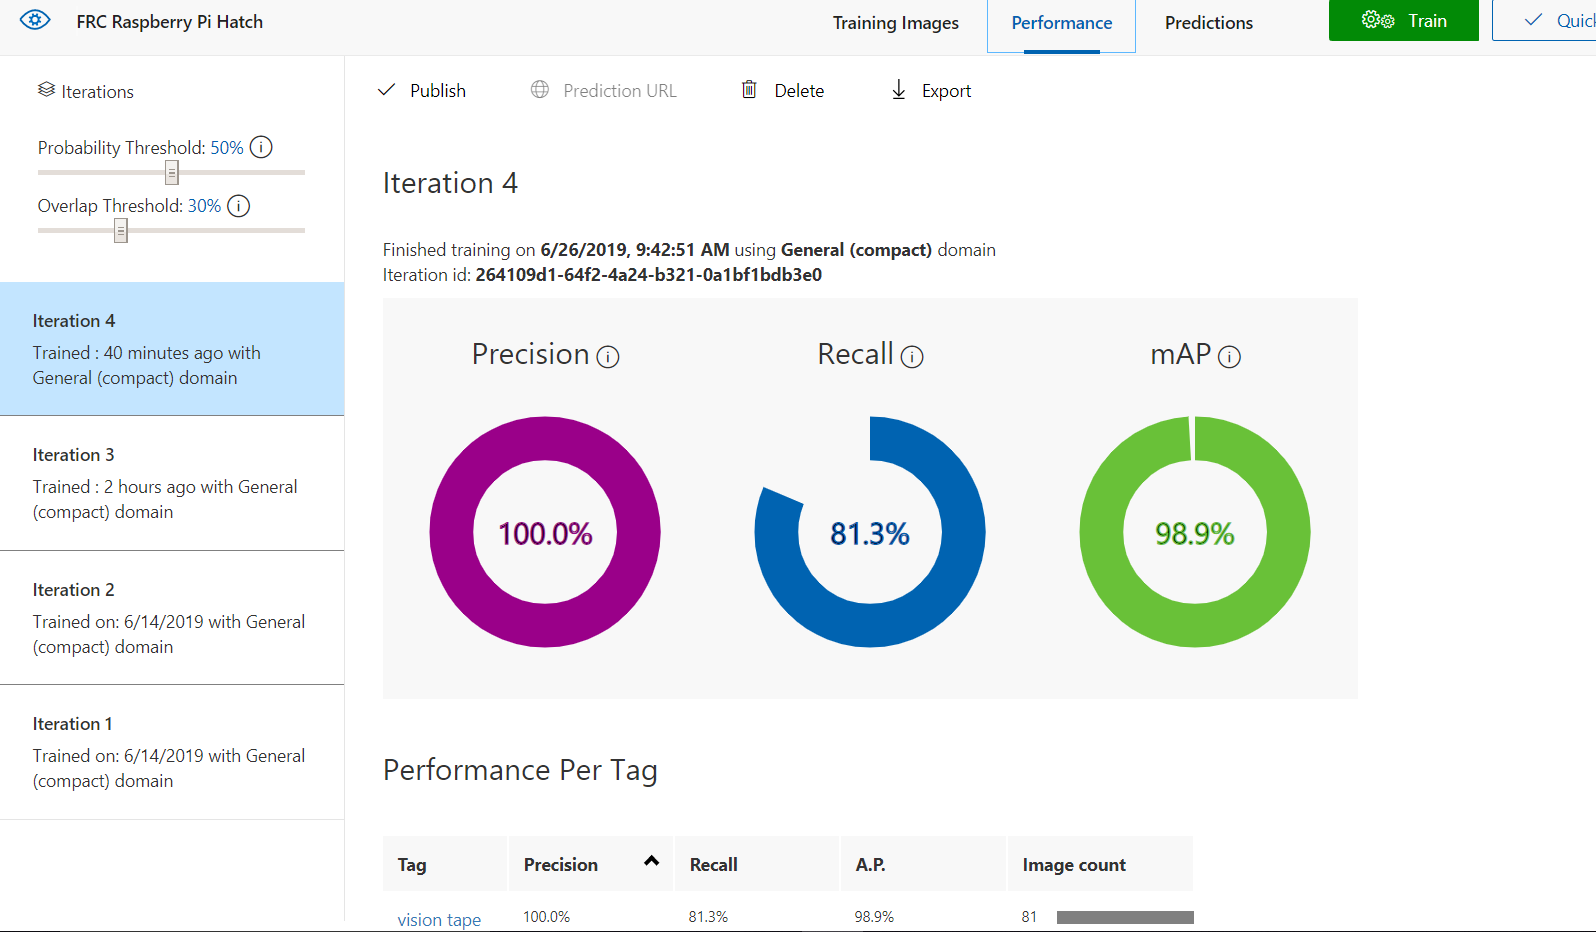 FRC Raspberry Pi Hatch
Training Images
Performance
Predictions
Train
Iterations
Probability Threshold: 50%
Overlap Threshold: 30%
Iteration 4
Trained : 40 minutes ago with
General (compact) domain
Iteration 3
Trained : 2 hours ago with General
(compact) domain
Iteration 2
Trained on: 6/14/2019 with General
(compact) domain
Iteration 1
Trained on: 6/14/2019 with General
(compact) domain
Publish
Prediction URL
Delete
Export
Iteration 4
Finished training on 6/26/2019, 9:42:51 AM using General (compact) domain
Iteration id: 264109d1-64f2-4a24-b321-0a1bf1bdb3e0
Precision
Recall
mAP
100.0%
81.3%
98.9%
Performance Per Tag
Tag Precision Recall A.P. Image count
vision tape 100.0% 81.3% 98.9% 81